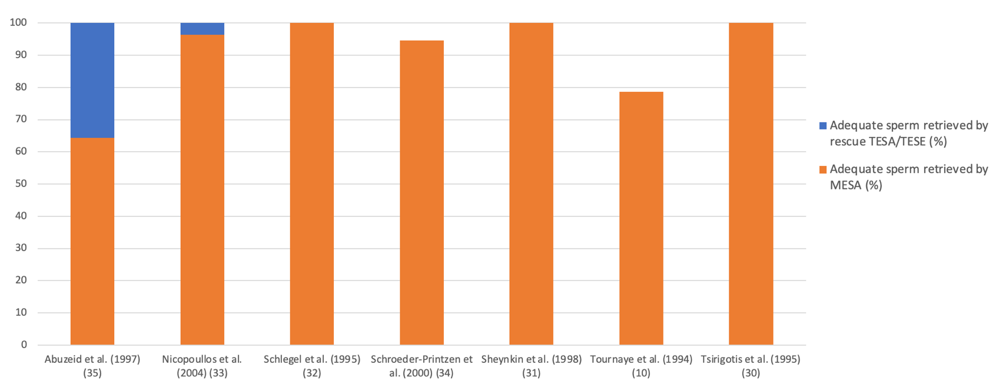 100
90
80
70
60
50
40
30
20
10
0
Abuzeid et al. (1997)
(35)
Nicopoullos et al.
(2004) (33)
Schlegel et al. (1995)
(32)
Schroeder-Printzen et
al. (2000) (34)
Sheynkin et al. (1998)
(31)
Tournaye et al. (1994)
(10)
Tsirigotis et al. (1995)
(30)
Adequate sperm retrieved by
rescue TESA/TESE (%)
Adequate sperm retrieved by
MESA (%)